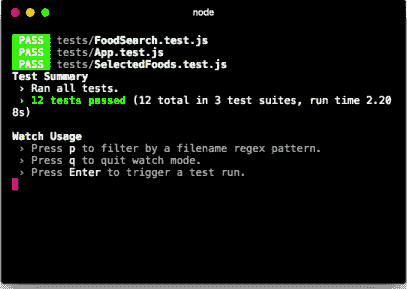 node
PASS tests/FoodSearch.test.js
PASS tests/App.test.js
PASS tests/SelectedFoods.test.js
Test Summary
› Ran all tests.
› 12 tests passed (12 total in 3 test suites, run time 2.20
8s)
Watch Usage
› Press p to filter by a filename regex pattern.
› Press q to quit watch mode.
› Press Enter to trigger a test run.